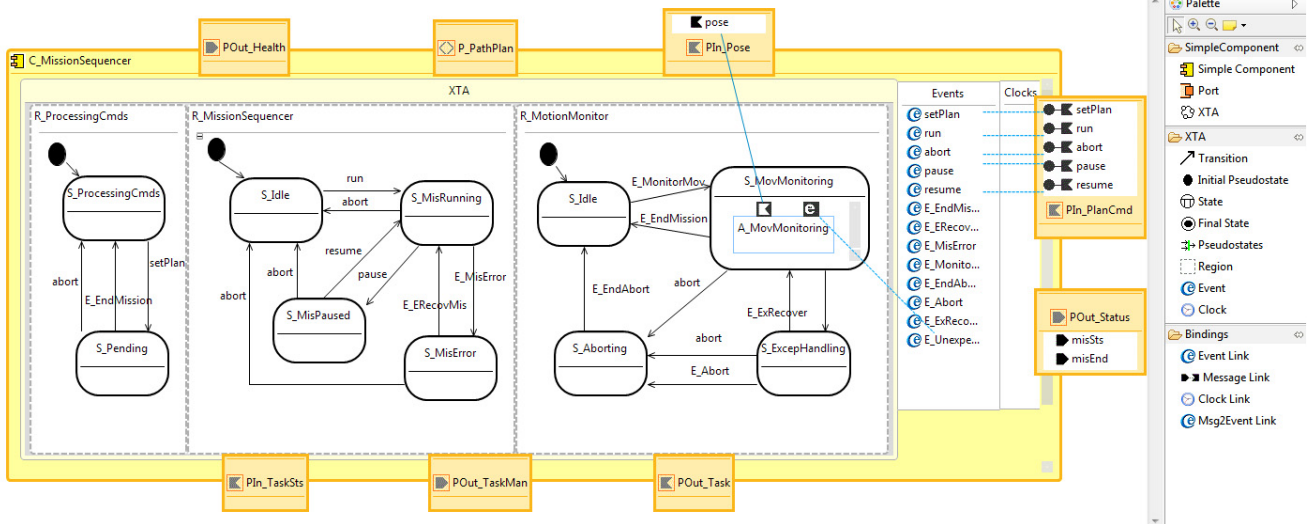 pose
POut_Health
P_PathPlan
PIn_Pose
C_MissionSequencer
XTA
R_ProcessingCmds
S_ProcessingCmds
setPlan
abort
E_EndMission
S_Pending
R_MissionSequencer
S_Idle
run
abort
S_MisRunning
resume
abort
pause
abort
E_MisError
E_ERecovMis
S_MisPaused
S_MisError
R_MotionMonitor
S_Idle
E_MonitorMov
S_MovMonitoring
E_EndMission
A_MovMonitoring
E_EndAbort
abort
E_ExRecover
abort
S_Aborting
S_ExcepHandling
E_Abort
Events
setPlan
run
abort
pause
resume
E_EndMis...
E_ERecov...
E_MisError
E_Monito...
E_EndAb...
E_Abort
E_ExReco...
E_Unexpe...
Clocks
setPlan
run
abort
pause
resume
PIn_PlanCmd
POut_Status
misSts
misEnd
PIn_TaskSts
POut_TaskMan
POut_Task
Palette
SimpleComponent
Simple Component
Port
XTA
XTA
Transition
Initial Pseudostate
State
Final State
Pseudostates
Region
Event
Clock
Bindings
Event Link
Message Link
Clock Link
Msg2Event Link